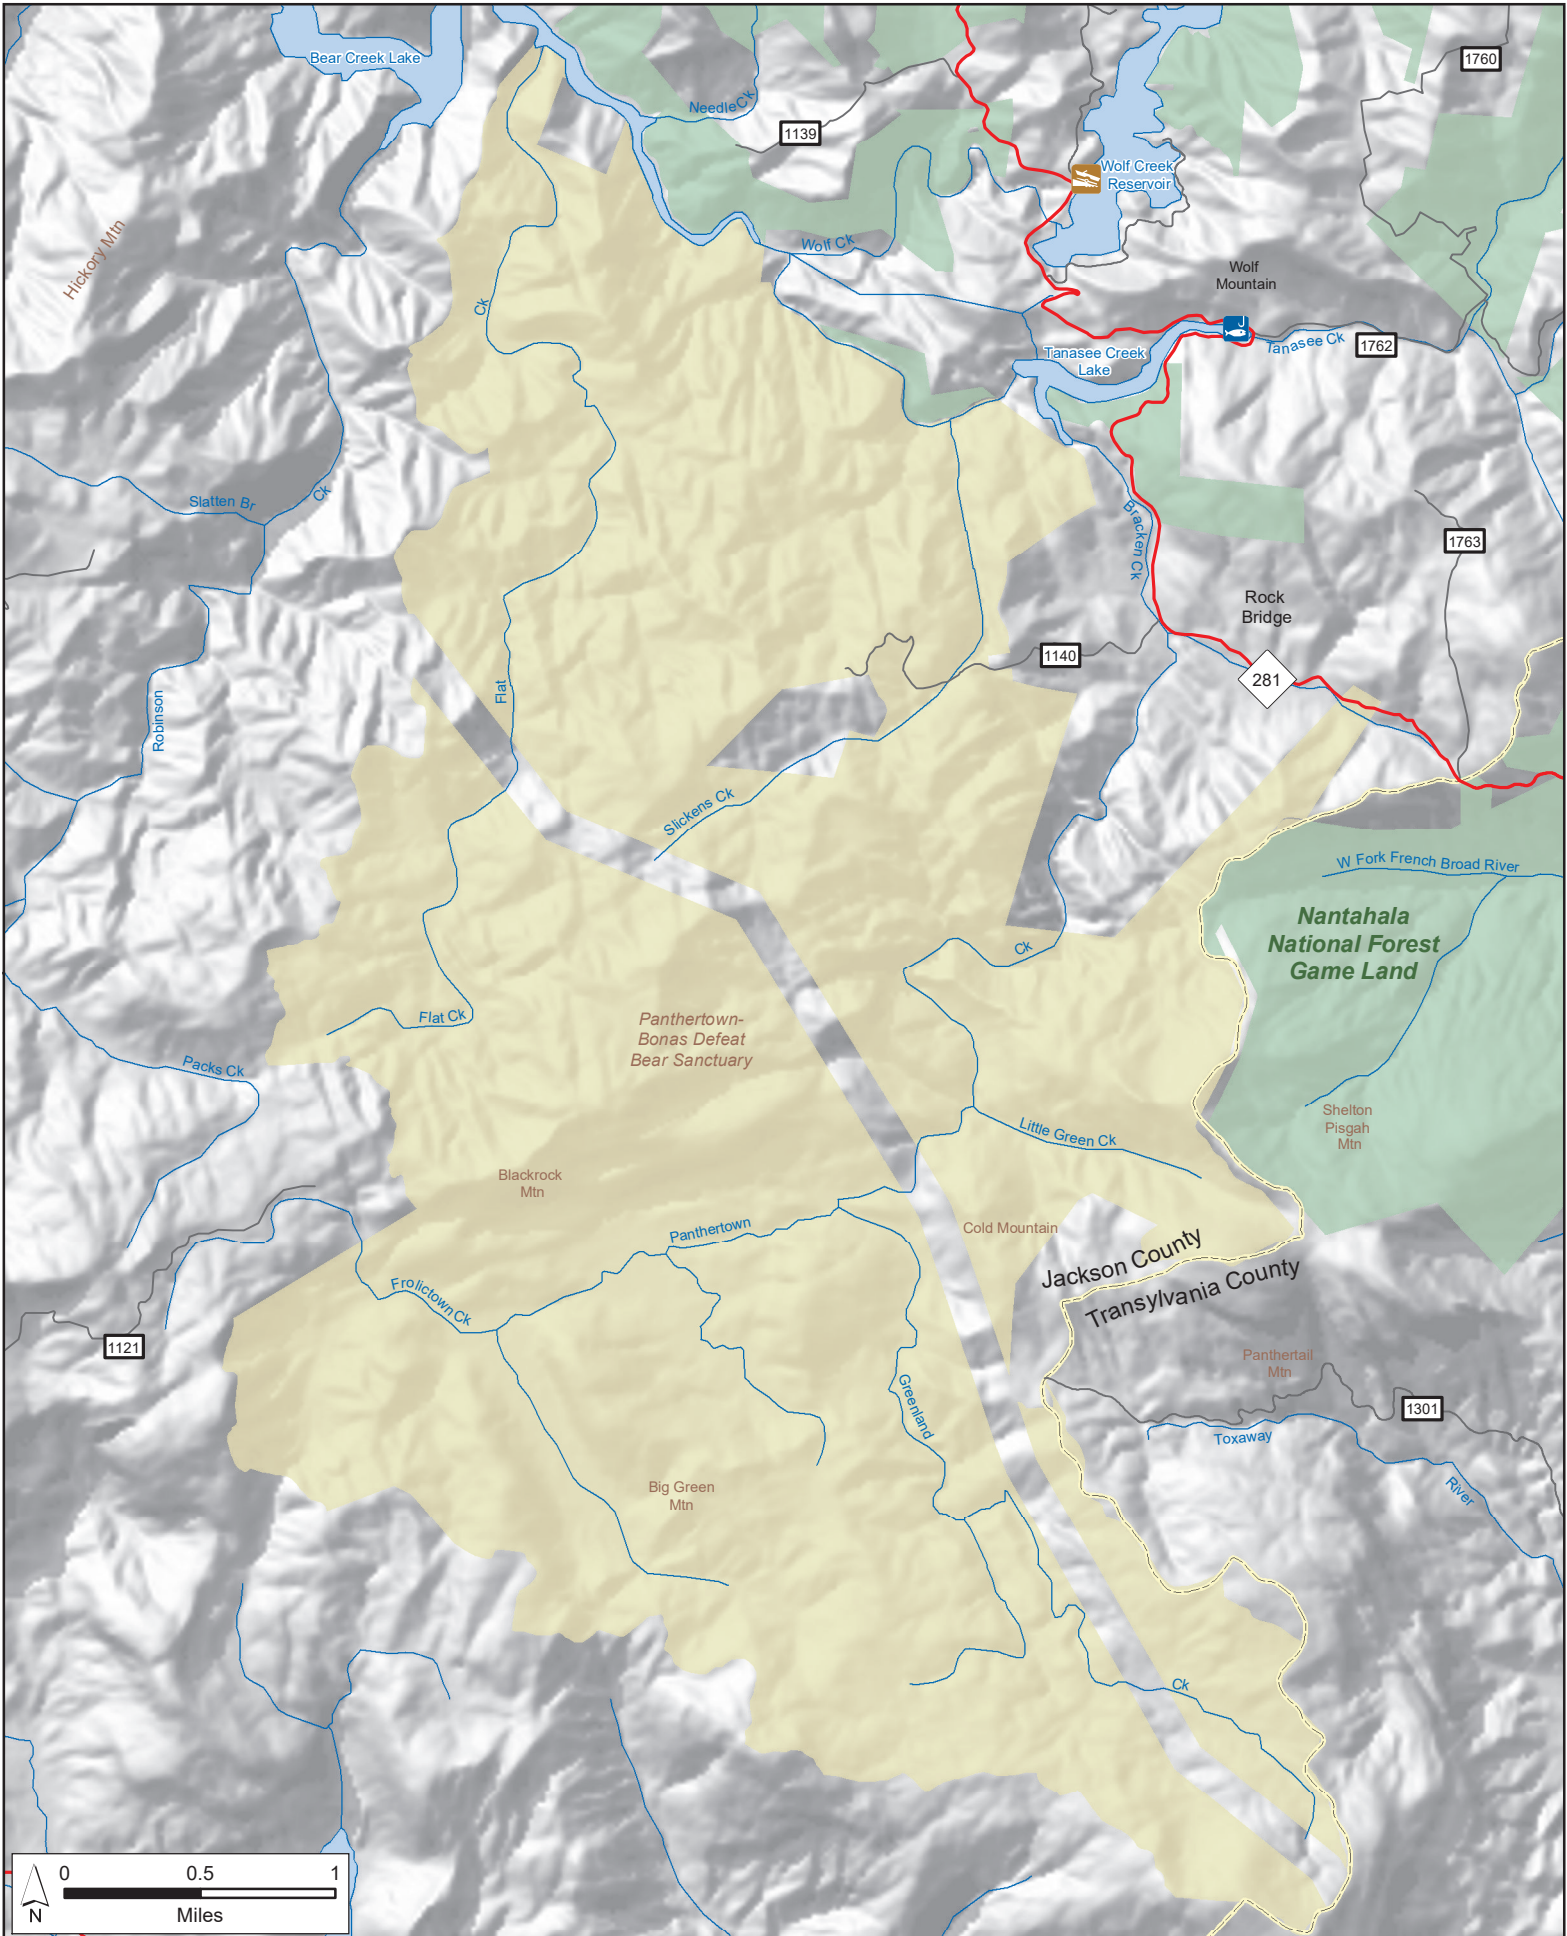 Bear Creek Lake
1760
Needle Ck
1139
Wolf Creek
Reservoir
Hickory Mtn
Wolf Ck
Wolf
Mountain
Ck
Tanasee Ck
1762
Tanasee Creek
Lake
Slatten Br
Ck
Bracken Ck
1763
Rock
Bridge
1140
281
Flat
Robinson
Slickens Ck
W Fork French Broad River
Nantahala
National Forest
Game Land
Ck
Flat Ck
Panthertown-
Bonas Defeat
Bear Sanctuary
Packs Ck
Shelton
Pisgah
Mtn
Little Green Ck
Blackrock
Mtn
Panthertown
Cold Mountain
Jackson County
Transylvania County
Frolictown Ck
1121
Panthertail
Mtn
Greenland
1301
Toxaway
River
Big Green
Mtn
Ck
0 0.5 1
Miles
N